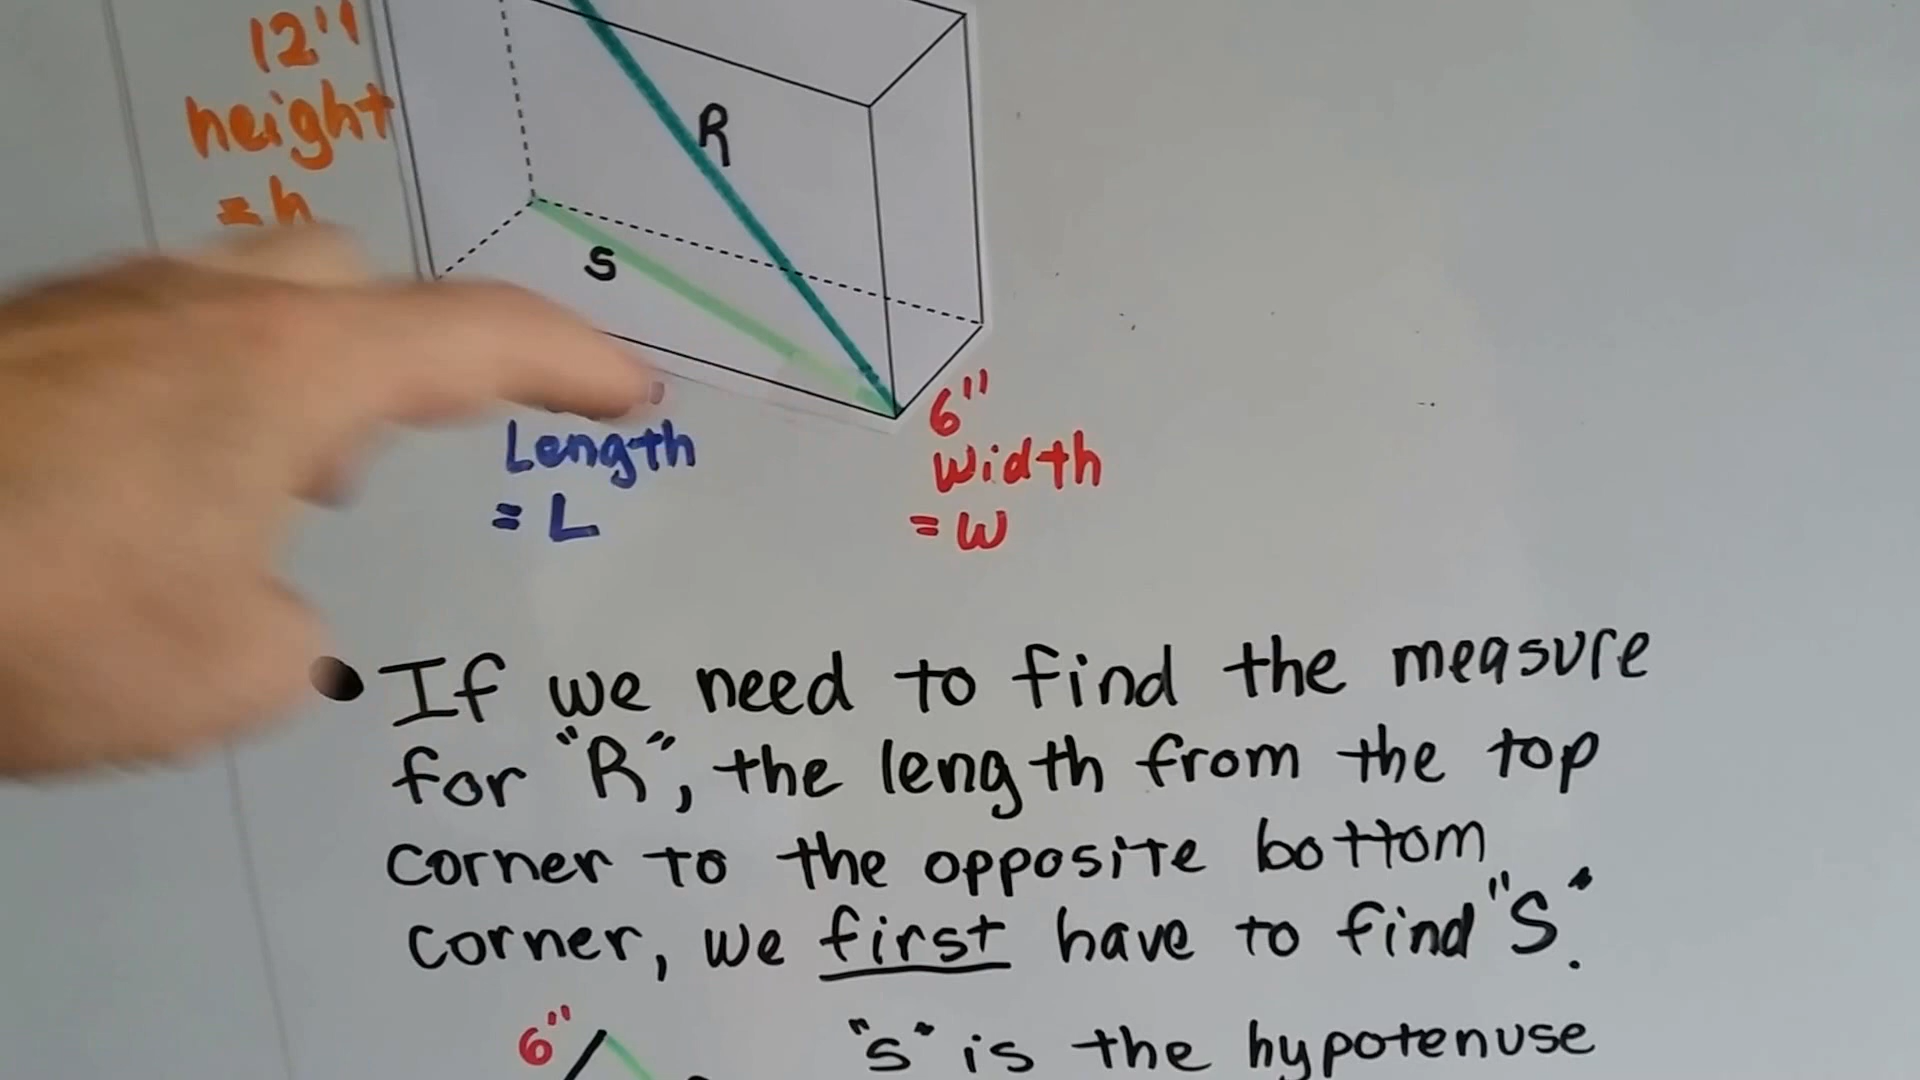 12"
height
= h
R
S
Length
= L
6"
Width
= W
• If we need to find the measure
for "R", the length from the top
corner to the opposite bottom
corner, we first have to find "S".
6"
"S" is the hypotenuse